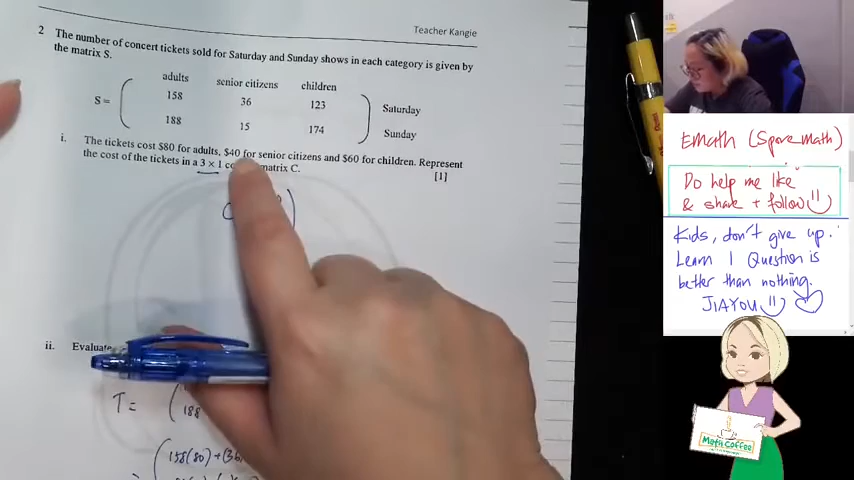 Teacher Kangie
2 The number of concert tickets sold for Saturday and Sunday shows in each category is given by
the matrix S.
adults senior citizens children
S = 158 36 123 Saturday
188 15 174 Sunday
i. The tickets cost $80 for adults, $40 for senior citizens and $60 for children. Represent
the cost of the tickets in a 3 × 1 matrix C. [1]
ii. Evaluate
T = ( 188
158(80)+(36
=
Emath (Spore Math)
Do help me like
& share + follow
Kids, don't give up.
Learn 1 Question is
better than nothing.
JIAYOU
Math Coffee